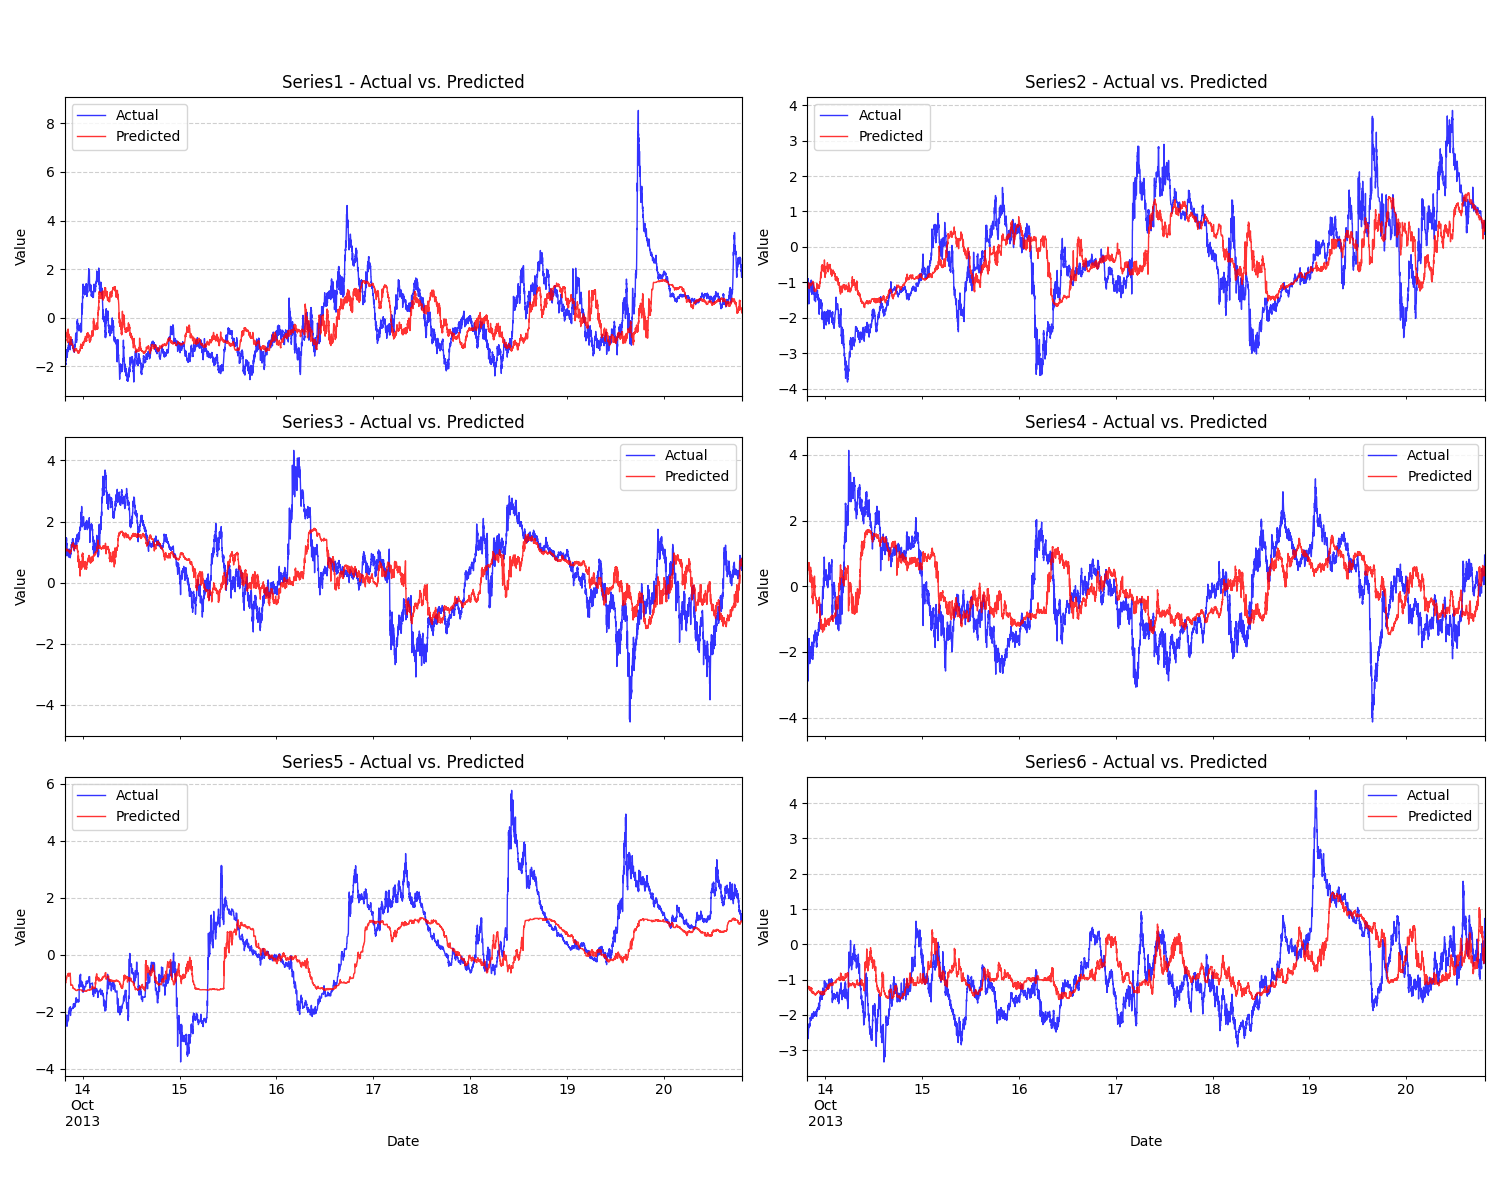 Series1 - Actual vs. Predicted
Actual
Predicted
Value
8
6
4
2
0
−2
Series2 - Actual vs. Predicted
Actual
Predicted
Value
4
3
2
1
0
−1
−2
−3
−4
Series3 - Actual vs. Predicted
Actual
Predicted
Value
4
2
0
−2
−4
Series4 - Actual vs. Predicted
Actual
Predicted
Value
4
2
0
−2
−4
Series5 - Actual vs. Predicted
Actual
Predicted
Value
6
4
2
0
−2
−4
14 15 16 17 18 19 20
Oct
2013
Date
Series6 - Actual vs. Predicted
Actual
Predicted
Value
4
3
2
1
0
−1
−2
−3
14 15 16 17 18 19 20
Oct
2013
Date